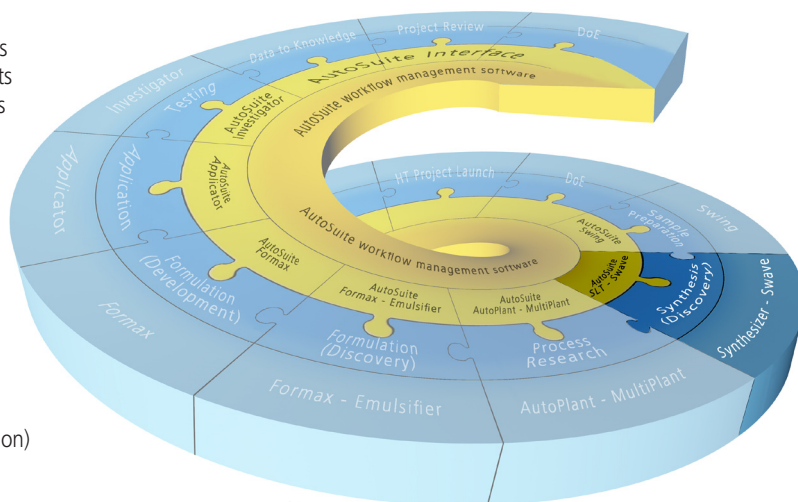 s
ts
s
on)
Project Review
DoE
Data to Knowledge
AutoSuite Interface
AutoSuite workflow management software
Investigator
Testing
AutoSuite
Investigator
Applicator
Application
AutoSuite
Applicator
AutoSuite workflow management software
HT Project Launch
DoE
Sample
Preparation
Swing
AutoSuite
Swing
AutoSuite
SLT - Swave
Synthesis
(Discovery)
Synthesizer - Swave
AutoSuite
Formax
AutoSuite
Formax - Emulsifier
AutoSuite
AutoPlant - MultiPlant
Formulation
(Development)
Formulation
(Discovery)
Process
Research
Formax
Formax - Emulsifier
AutoPlant - MultiPlant